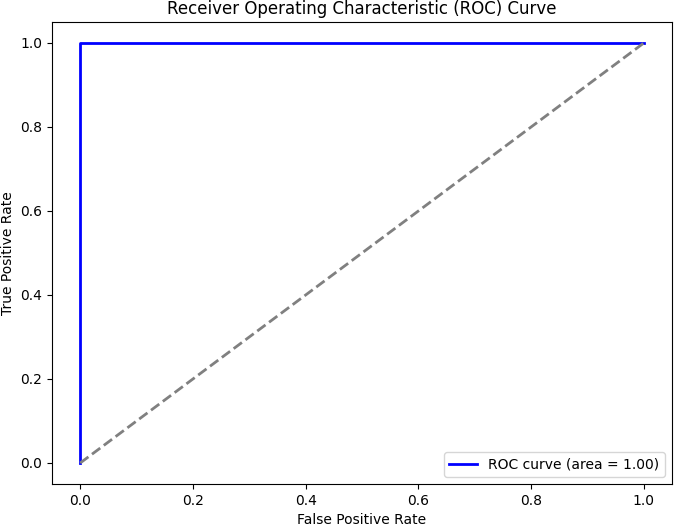 Receiver Operating Characteristic (ROC) Curve
True Positive Rate
1.0
0.8
0.6
0.4
0.2
0.0
ROC curve (area = 1.00)
0.0 0.2 0.4 0.6 0.8 1.0
False Positive Rate